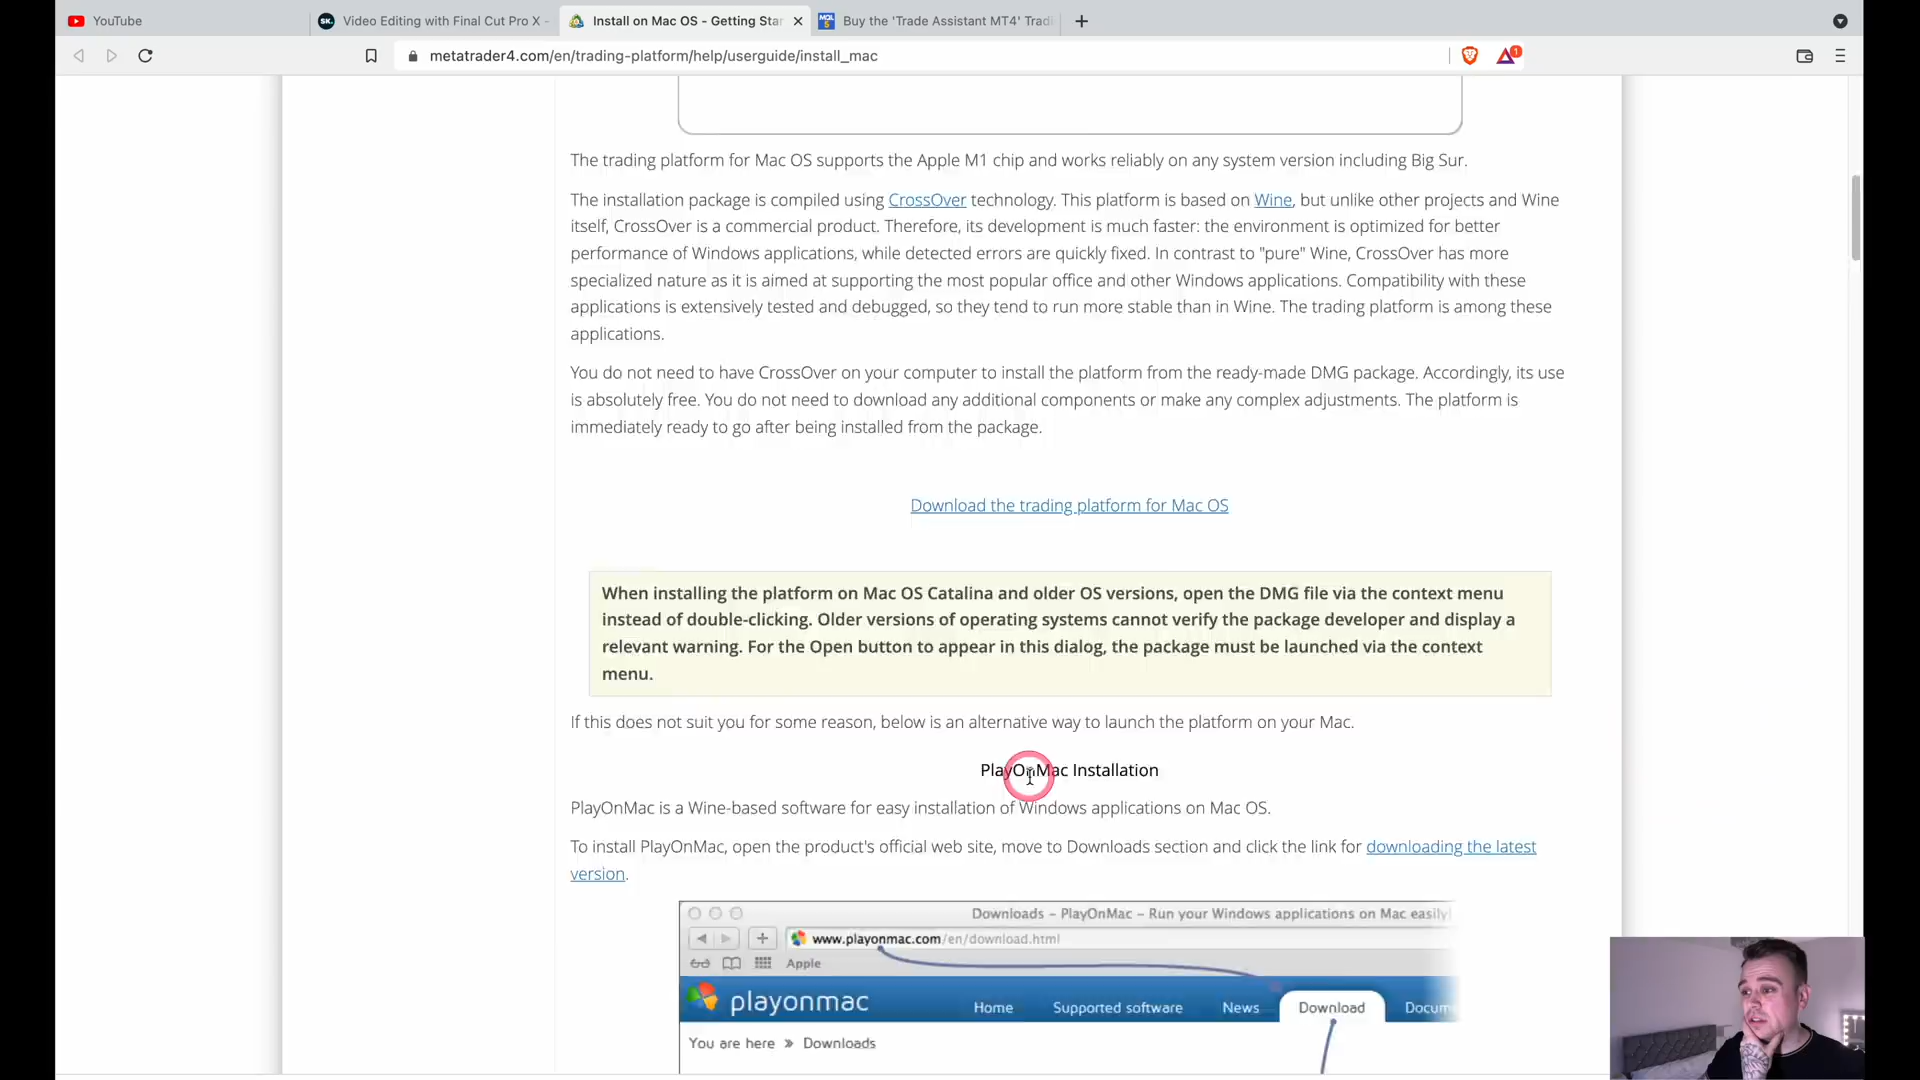 YouTube
SK.
Video Editing with Final Cut Pro X -
Install on Mac OS - Getting Star
MQL5
Buy the 'Trade Assistant MT4' Tradi
metatrader4.com/en/trading-platform/help/userguide/install_mac
1
The trading platform for Mac OS supports the Apple M1 chip and works reliably on any system version including Big Sur.
The installation package is compiled using CrossOver technology. This platform is based on Wine, but unlike other projects and Wine
itself, CrossOver is a commercial product. Therefore, its development is much faster: the environment is optimized for better
performance of Windows applications, while detected errors are quickly fixed. In contrast to "pure" Wine, CrossOver has more
specialized nature as it is aimed at supporting the most popular office and other Windows applications. Compatibility with these
applications is extensively tested and debugged, so they tend to run more stable than in Wine. The trading platform is among these
applications.
You do not need to have CrossOver on your computer to install the platform from the ready-made DMG package. Accordingly, its use
is absolutely free. You do not need to download any additional components or make any complex adjustments. The platform is
immediately ready to go after being installed from the package.
Download the trading platform for Mac OS
When installing the platform on Mac OS Catalina and older OS versions, open the DMG file via the context menu
instead of double-clicking. Older versions of operating systems cannot verify the package developer and display a
relevant warning. For the Open button to appear in this dialog, the package must be launched via the context
menu.
If this does not suit you for some reason, below is an alternative way to launch the platform on your Mac.
PlayOnMac Installation
PlayOnMac is a Wine-based software for easy installation of Windows applications on Mac OS.
To install PlayOnMac, open the product's official web site, move to Downloads section and click the link for downloading the latest
version.
Downloads – PlayOnMac – Run your Windows applications on Mac easily!
www.playonmac.com/en/download.html
Apple
playonmac
Home
Supported software
News
Download
Docum
You are here » Downloads